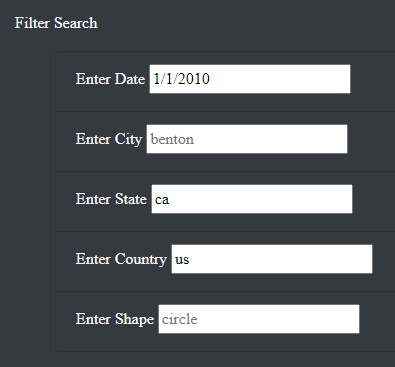 Filter Search
Enter Date 1/1/2010
Enter City benton
Enter State ca
Enter Country us
Enter Shape circle